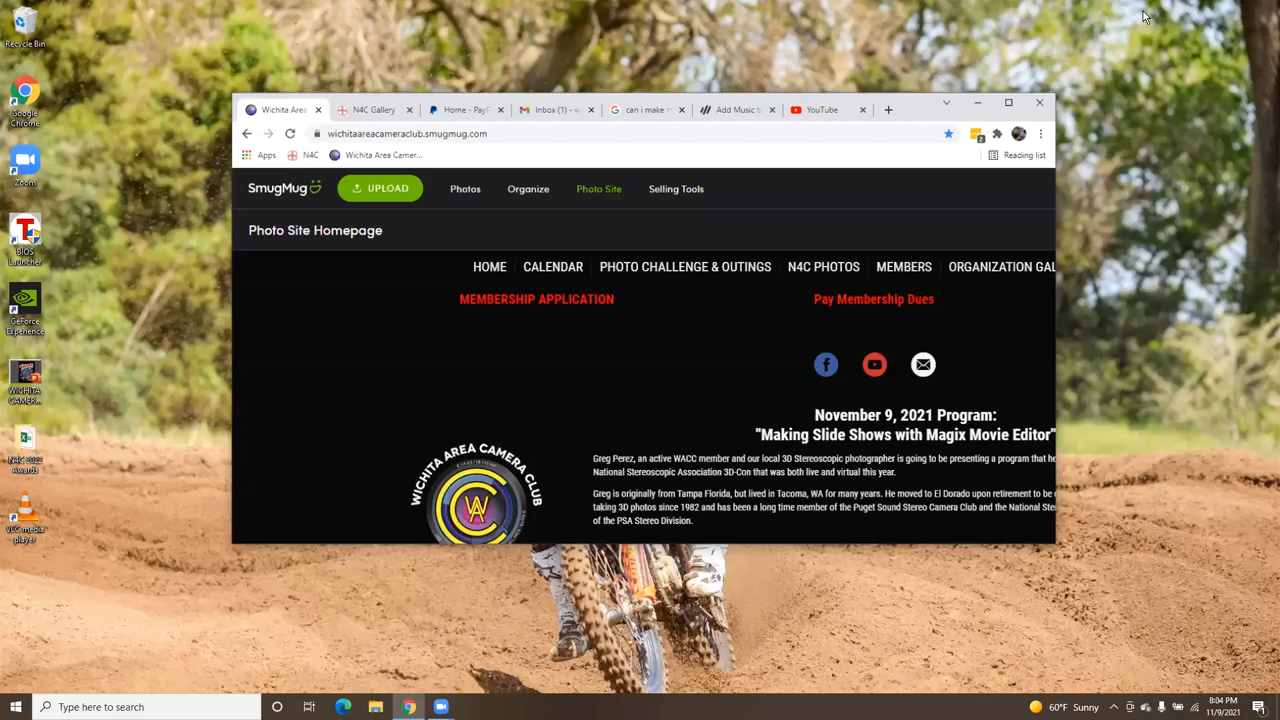 Recycle Bin
Google Chrome
Zoom
BIOS Launcher
GeForce Experience
WICHITA CAMER...
Awards
VLC media player
Wichita Area
N4C Gallery
Home - PayP
Inbox (1) - w
can i make m
Add Music to
YouTube
wichitaareacameraclub.smugmug.com
Apps
N4C
Wichita Area Camer...
Reading list
SmugMug
UPLOAD
Photos
Organize
Photo Site
Selling Tools
Photo Site Homepage
HOME
CALENDAR
PHOTO CHALLENGE & OUTINGS
N4C PHOTOS
MEMBERS
ORGANIZATION GAL
MEMBERSHIP APPLICATION
Pay Membership Dues
November 9, 2021 Program:
"Making Slide Shows with Magix Movie Editor"
WICHITA AREA CAMERA CLUB
Greg Perez, an active WACC member and our local 3D Stereoscopic photographer is going to be presenting a program that he
National Stereoscopic Association 3D-Con that was both live and virtual this year.
Greg is originally from Tampa Florida, but lived in Tacoma, WA for many years. He moved to El Dorado upon retirement to be
taking 3D photos since 1982 and has been a long time member of the Puget Sound Stereo Camera Club and the National Ste
of the PSA Stereo Division.
Type here to search
60°F Sunny
8:04 PM
11/9/2021